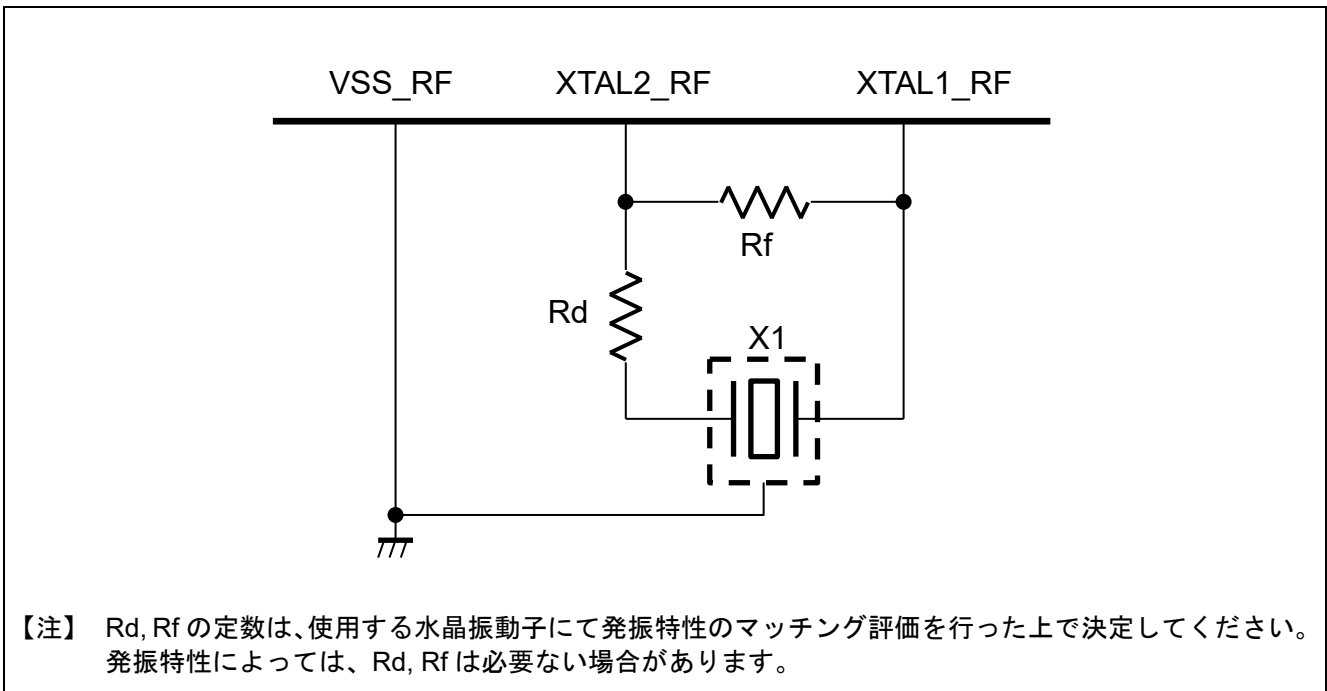 VSS_RF XTAL2_RF XTAL1_RF
Rf
Rd
X1
【注】 Rd, Rf の定数は、使用する水晶振動子にて発振特性のマッチング評価を行った上で決定してください。
発振特性によっては、Rd, Rf は必要ない場合があります。